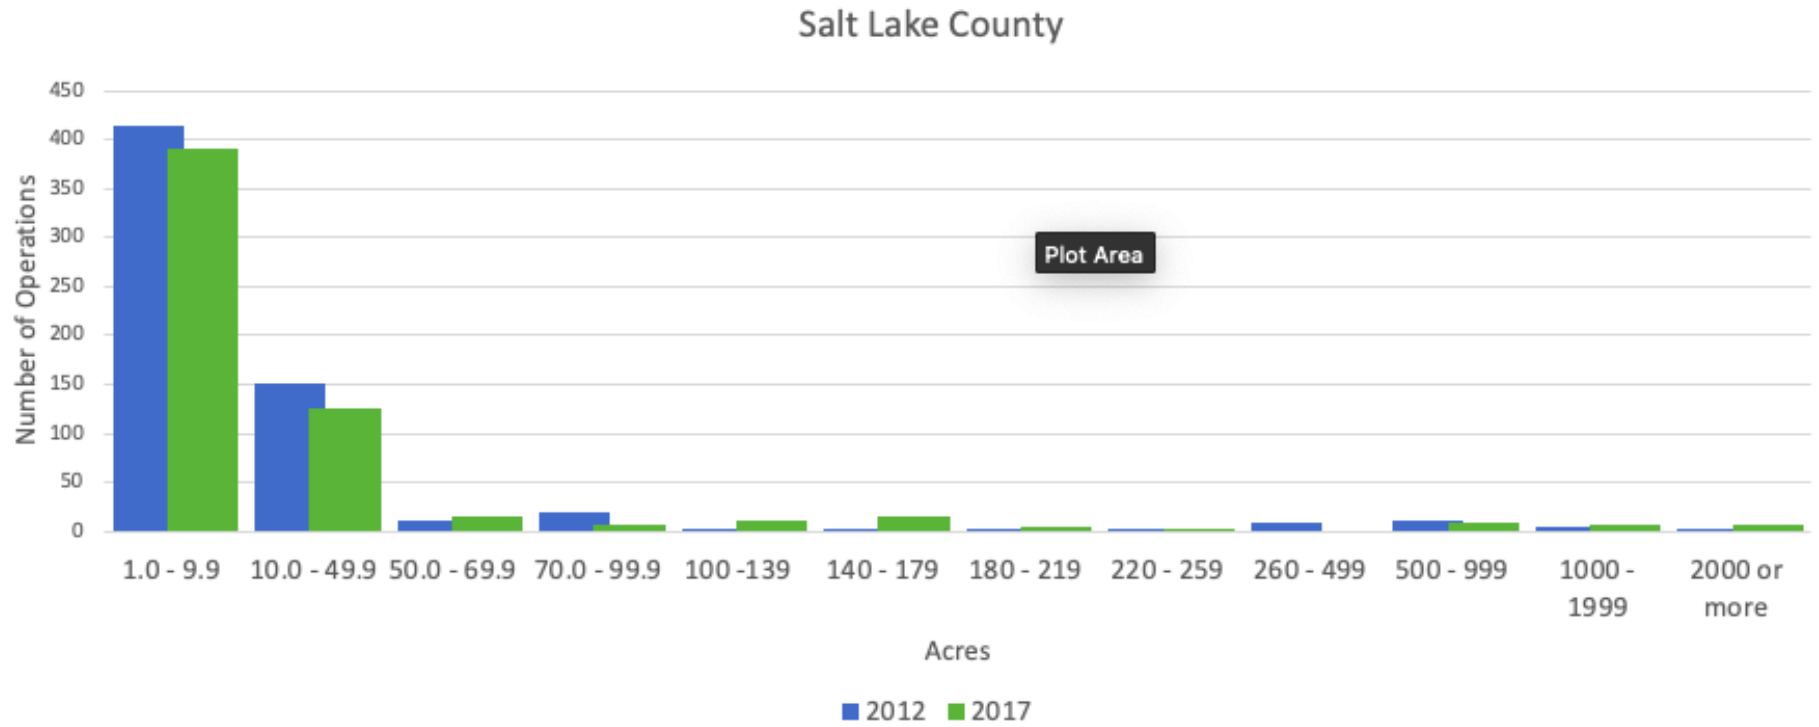 Salt Lake County
450
400
350
300
250
200
150
100
50
0
Number of Operations
Plot Area
1.0 - 9.9 10.0 - 49.9 50.0 - 69.9 70.0 - 99.9 100 -139 140 - 179 180 - 219 220 - 259 260 - 499 500 - 999 1000 - 2000 or
1999 more
Acres
2012 2017